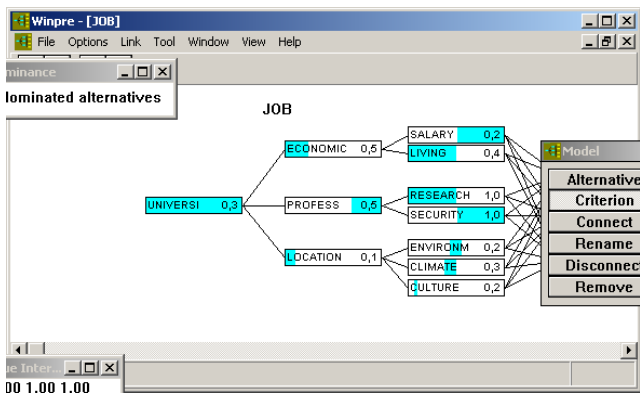 Winpre - [JOB]
File Options Link Tool Window View Help
minance
dominated alternatives
JOB
SALARY 0,2
ECONOMIC 0,5
LIVING 0,4
Model
Alternative
RESEARCH 1,0
Criterion
UNIVERSI 0,3
PROFESS 0,5
SECURITY 1,0
Connect
Rename
ENVIRONM 0,2
LOCATION 0,1
CLIMATE 0,3
Disconnect
CULTURE 0,2
Remove
ue Inter...
00 1.00 1.00